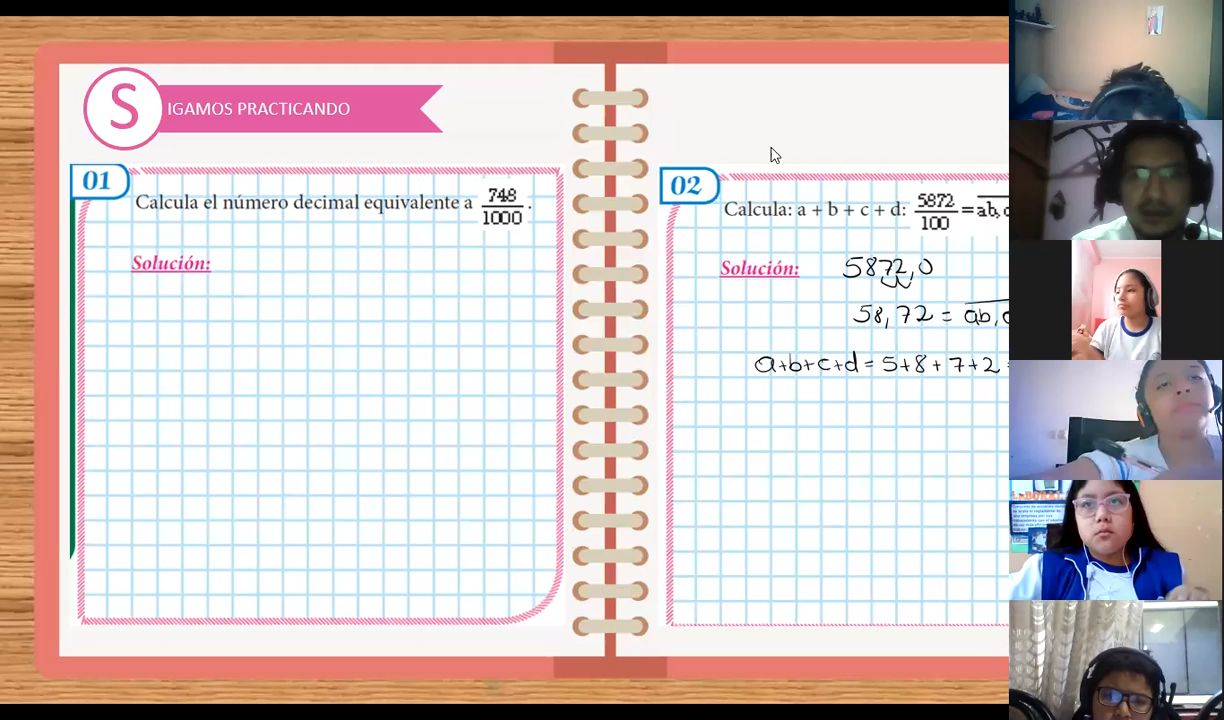 SIGAMOS PRACTICANDO
01
Calcula el número decimal equivalente a 748/1000.
Solución:
02
Calcula: a + b + c + d: 5872/100 = ab,
Solución:
5872,0
58,72 = ab,
a+b+c+d = 5+8+7+2 =